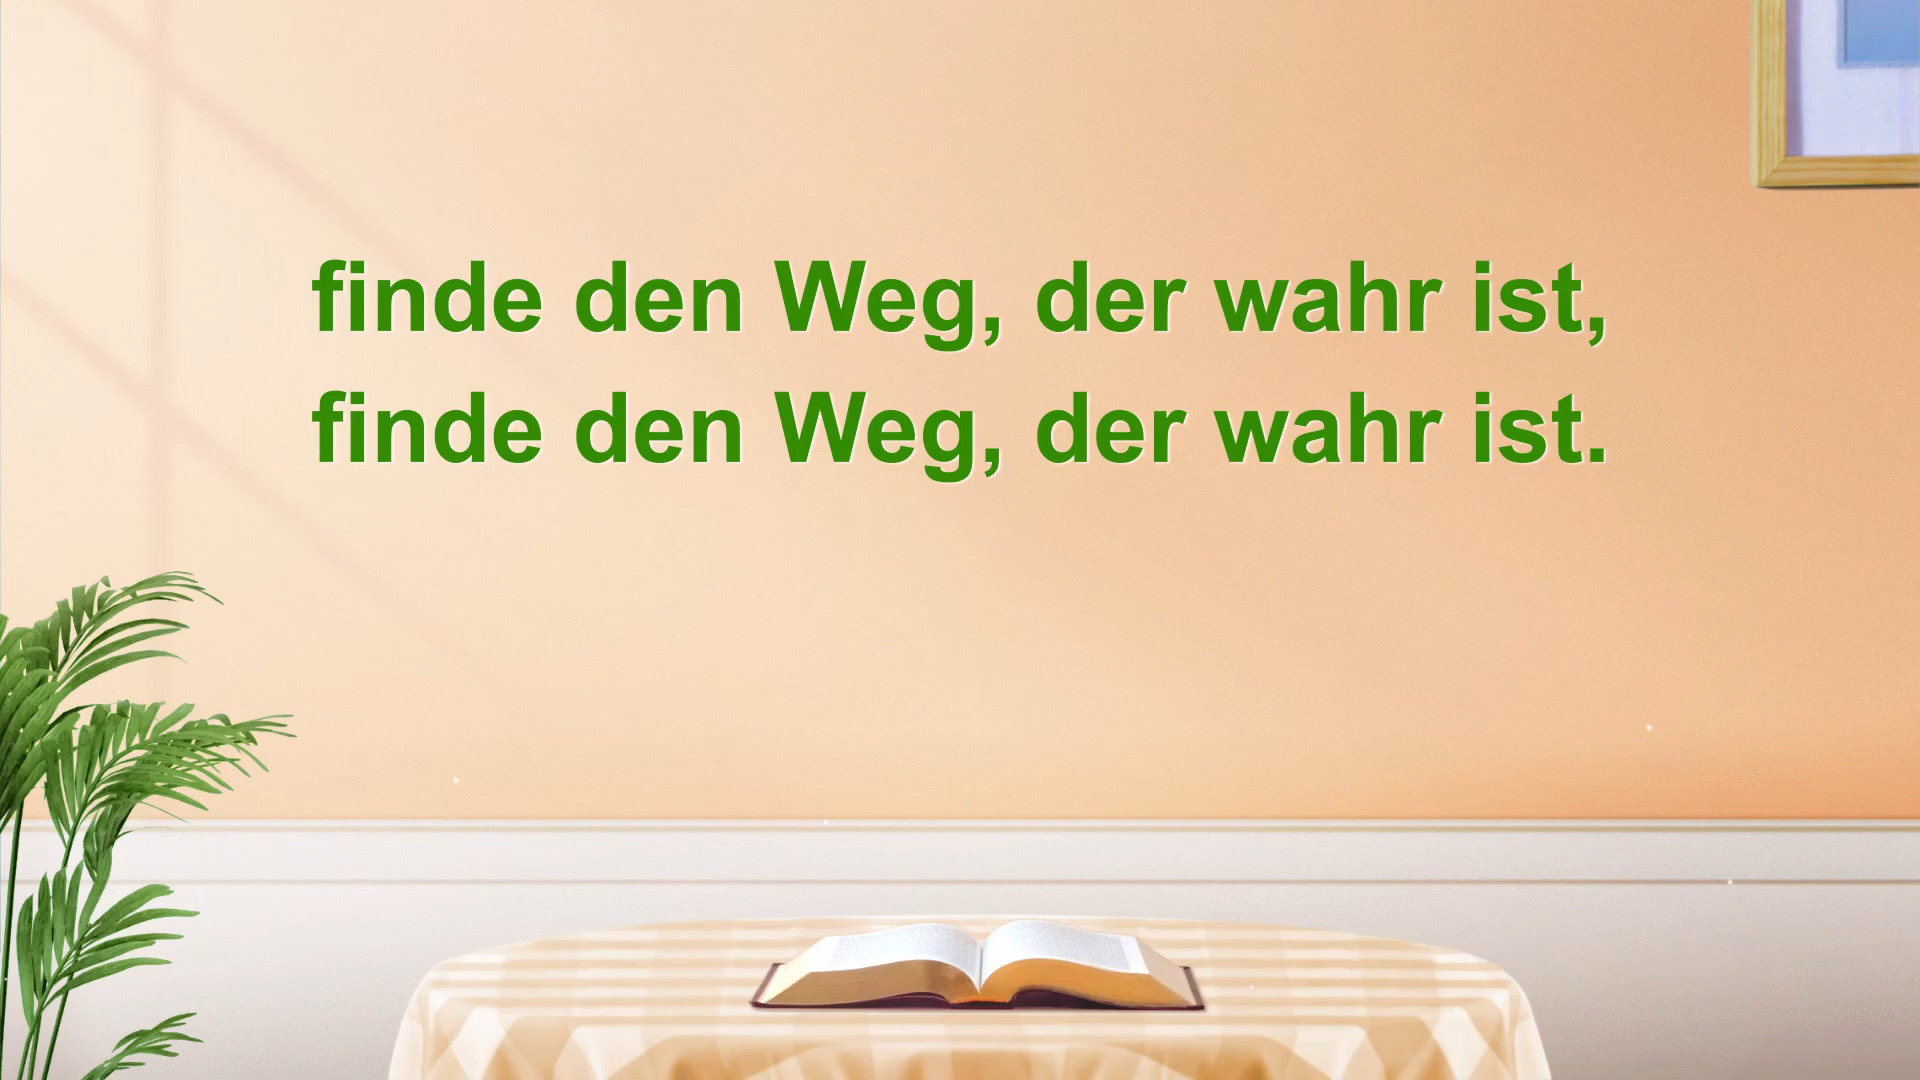 finde den Weg, der wahr ist,
finde den Weg, der wahr ist.